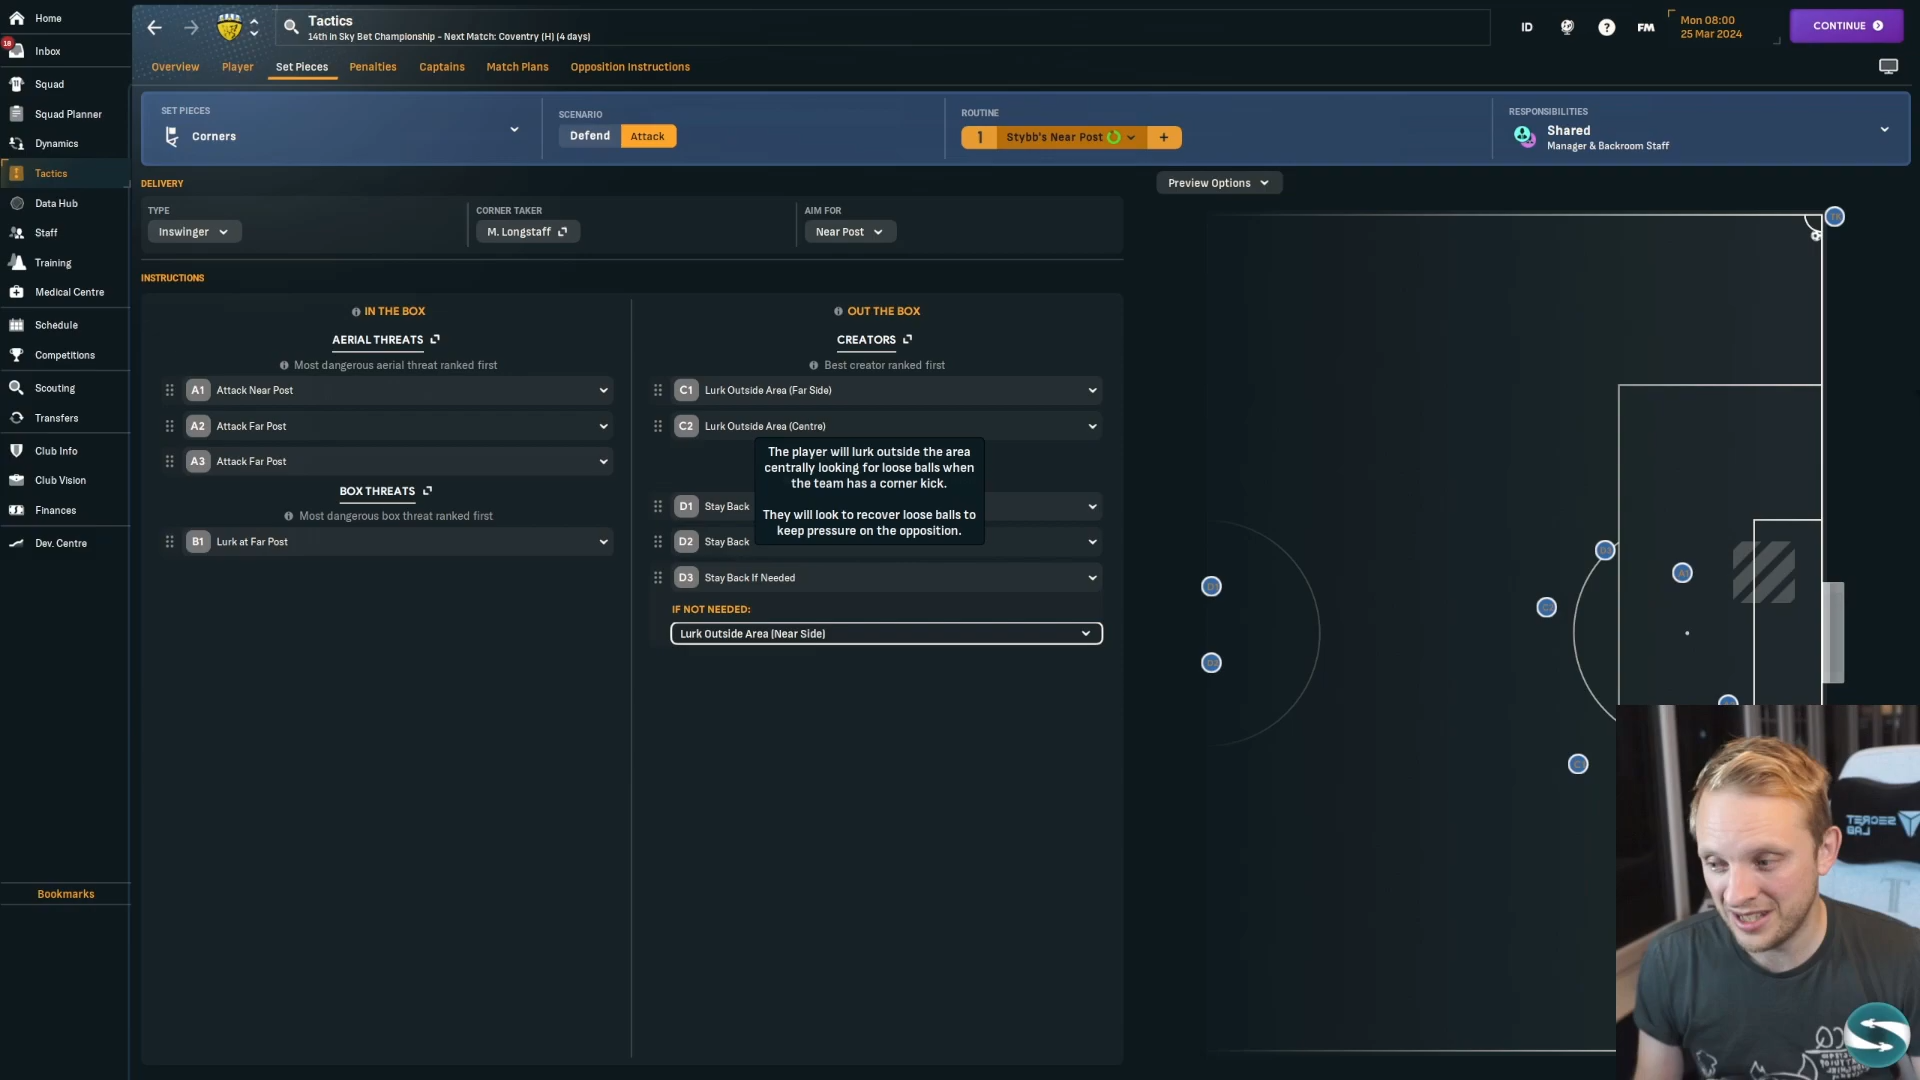 Home
18
Inbox
Squad
Squad Planner
Dynamics
Tactics
Data Hub
Staff
Training
Medical Centre
Schedule
Competitions
Scouting
Transfers
Club Info
Club Vision
Finances
Dev. Centre
Bookmarks
Tactics
14th in Sky Bet Championship - Next Match: Coventry (H) (4 days)
ID
?
FM
Mon 08:00
25 Mar 2024
CONTINUE
Overview
Player
Set Pieces
Penalties
Captains
Match Plans
Opposition Instructions
SET PIECES
Corners
SCENARIO
Defend
Attack
ROUTINE
1
Stybb's Near Post
+
RESPONSIBILITIES
Shared
Manager & Backroom Staff
DELIVERY
TYPE
Inswinger
CORNER TAKER
M. Longstaff
AIM FOR
Near Post
Preview Options
INSTRUCTIONS
IN THE BOX
AERIAL THREATS
Most dangerous aerial threat ranked first
A1 Attack Near Post
A2 Attack Far Post
A3 Attack Far Post
BOX THREATS
Most dangerous box threat ranked first
B1 Lurk at Far Post
OUT THE BOX
CREATORS
Best creator ranked first
C1 Lurk Outside Area (Far Side)
C2 Lurk Outside Area (Centre)
The player will lurk outside the area
centrally looking for loose balls when
the team has a corner kick.
They will look to recover loose balls to
keep pressure on the opposition.
D1 Stay Back
D2 Stay Back
D3 Stay Back If Needed
IF NOT NEEDED:
Lurk Outside Area (Near Side)
D1
D2
D3
A1
C2
SECRET
LAB